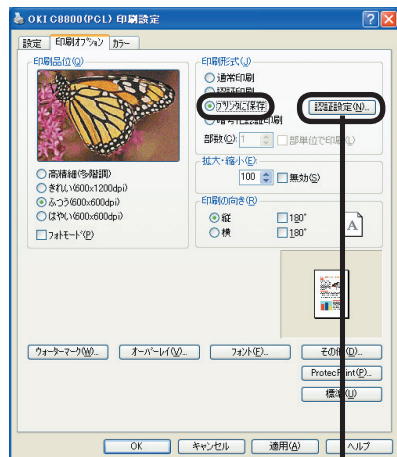 OKI C8800(PCL) 印刷設定
設定 印刷オプション カラー
印刷品位(Q)
高精細(多階調)
きれい(600x1200dpi)
ふつう(600x600dpi)
はやい(600x600dpi)
フォトモード(P)
印刷形式(J)
通常印刷
認証印刷
プリンタに保存 認証設定(N)...
暗号化認証印刷
部数(C): 1 部単位で印刷(L)
拡大・縮小(E):
100 無効(S)
印刷の向き(R)
縦 180°
横 180°
A
ウォーターマーク(W)... オーバーレイ(V)... フォント(F)... その他(O)...
ProtecPrint(P)...
標準(U)
OK キャンセル 適用(A) ヘルプ